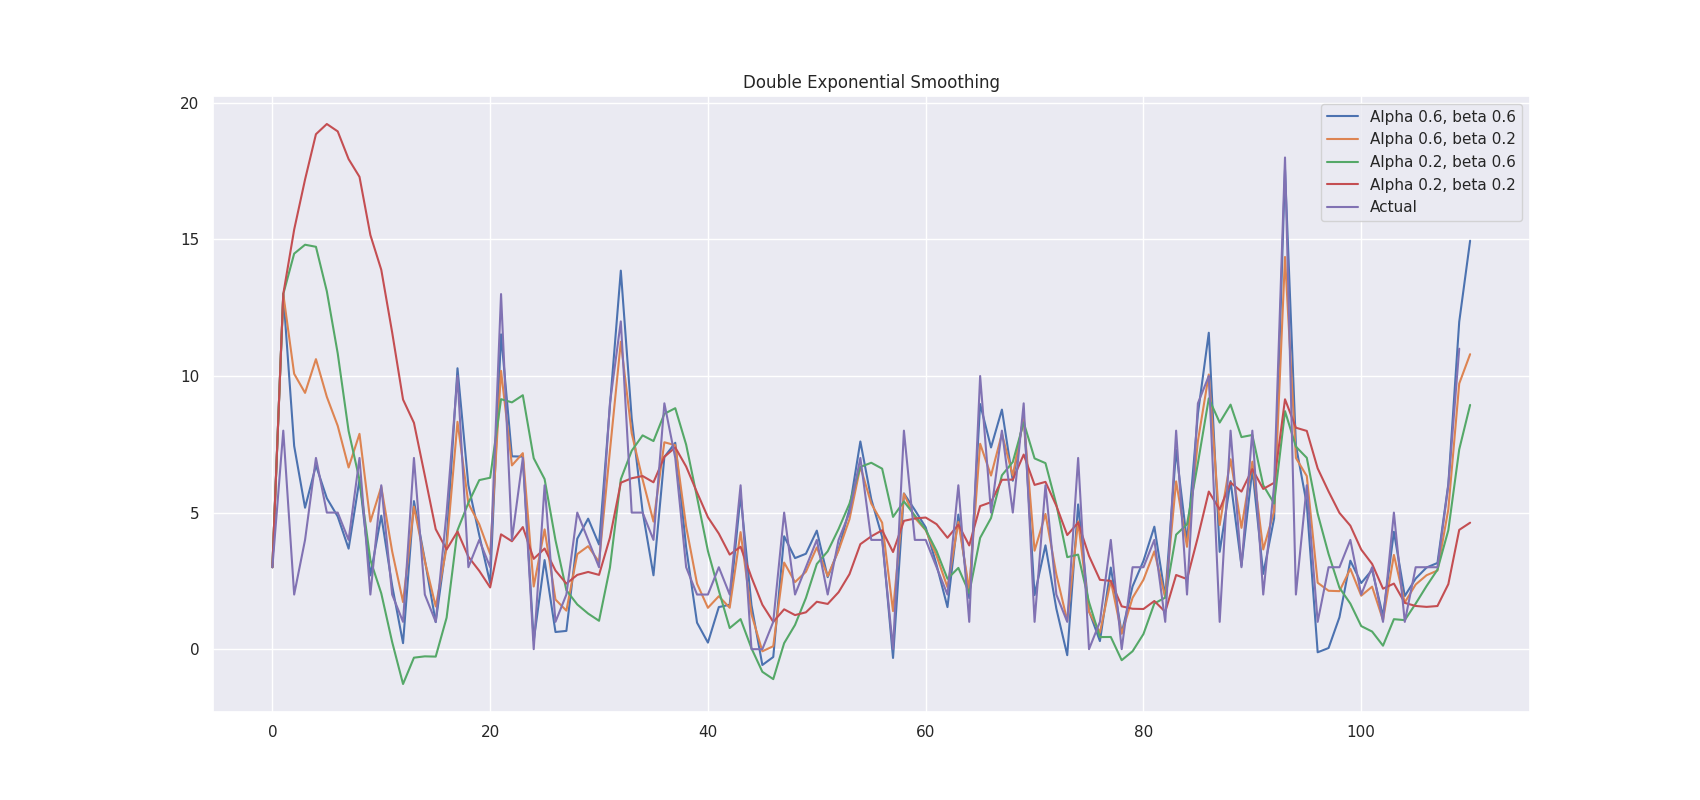 Double Exponential Smoothing
20
15
10
5
0
0 20 40 60 80 100
Alpha 0.6, beta 0.6
Alpha 0.6, beta 0.2
Alpha 0.2, beta 0.6
Alpha 0.2, beta 0.2
Actual